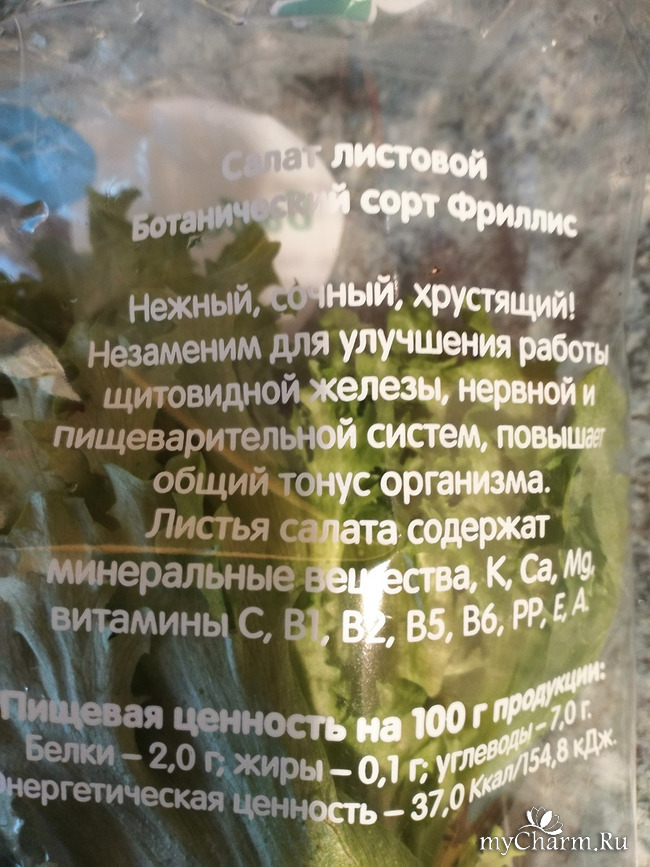 Салат листовой
Ботанический сорт Фриллис
Нежный, сочный, хрустящий!
Незаменим для улучшения работы
щитовидной железы, нервной и
пищеварительной систем, повышает
общий тонус организма.
Листья салата содержат
минеральные вещества, K, Ca, Mg,
витамины C, B1, B2, B5, B6, PP, E, A.
Пищевая ценность на 100 г продукции:
Белки – 2,0 г; жиры – 0,1 г; углеводы – 7,0 г.
Энергетическая ценность – 37,0 Ккал/154,8 кДж.
myCharm.Ru